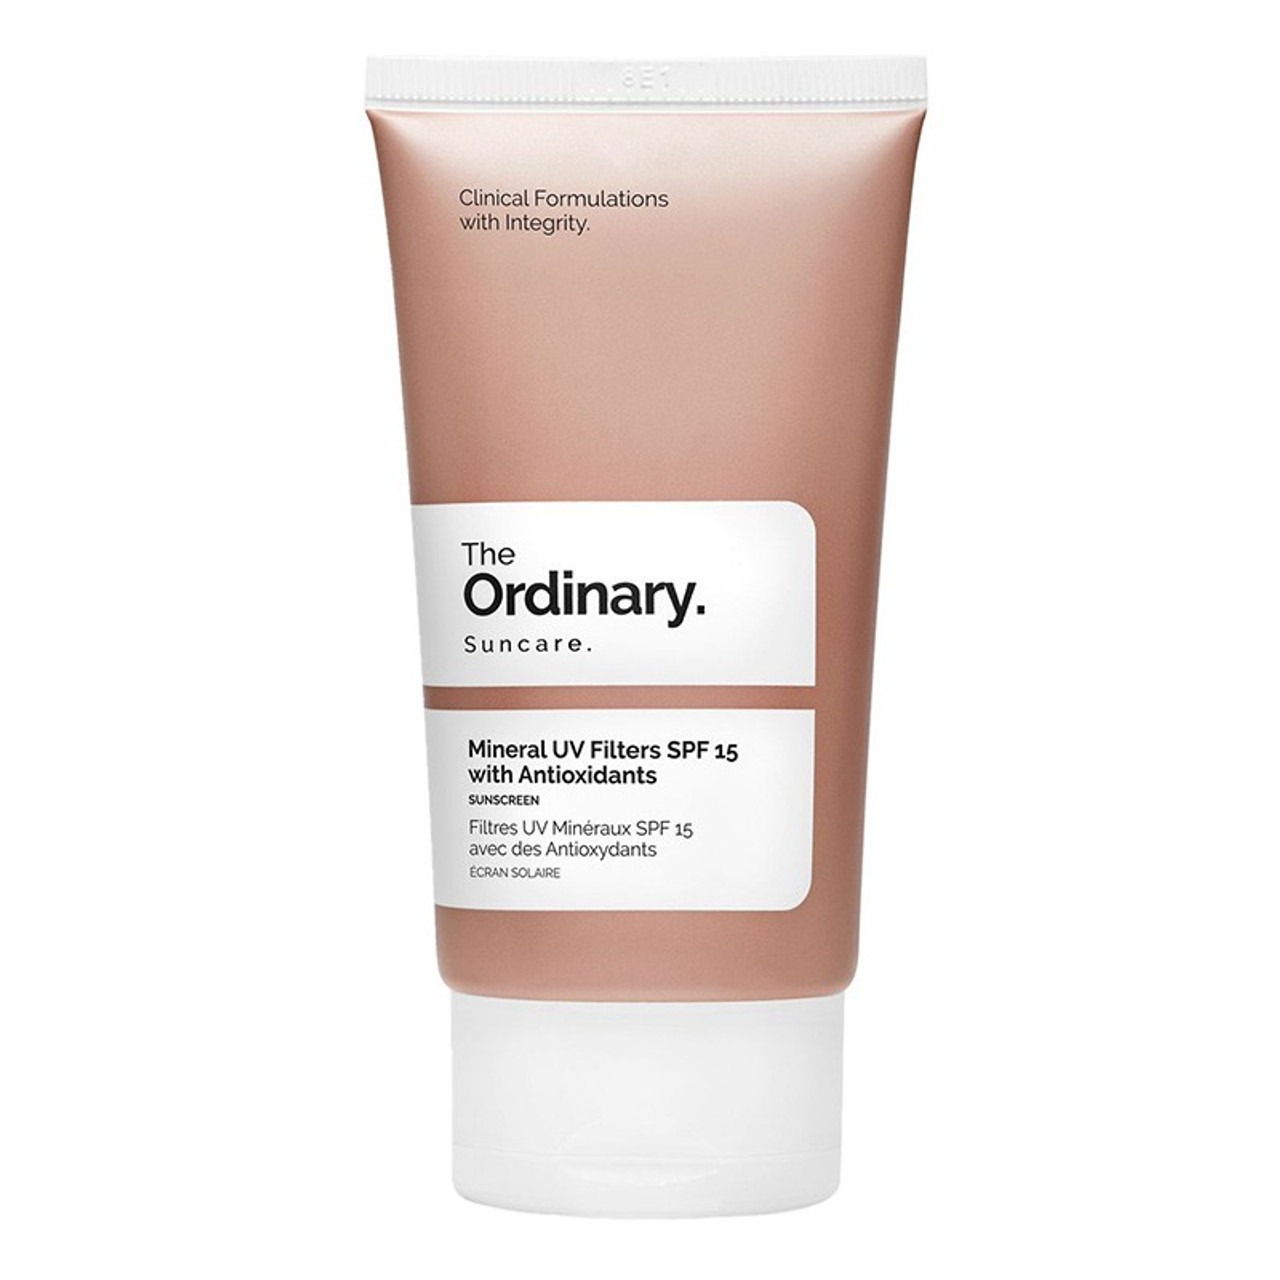 8E1
Clinical Formulations
with Integrity.
The
Ordinary.
Suncare.
Mineral UV Filters SPF 15
with Antioxidants
SUNSCREEN
Filtres UV Minéraux SPF 15
avec des Antioxydants
ÉCRAN SOLAIRE